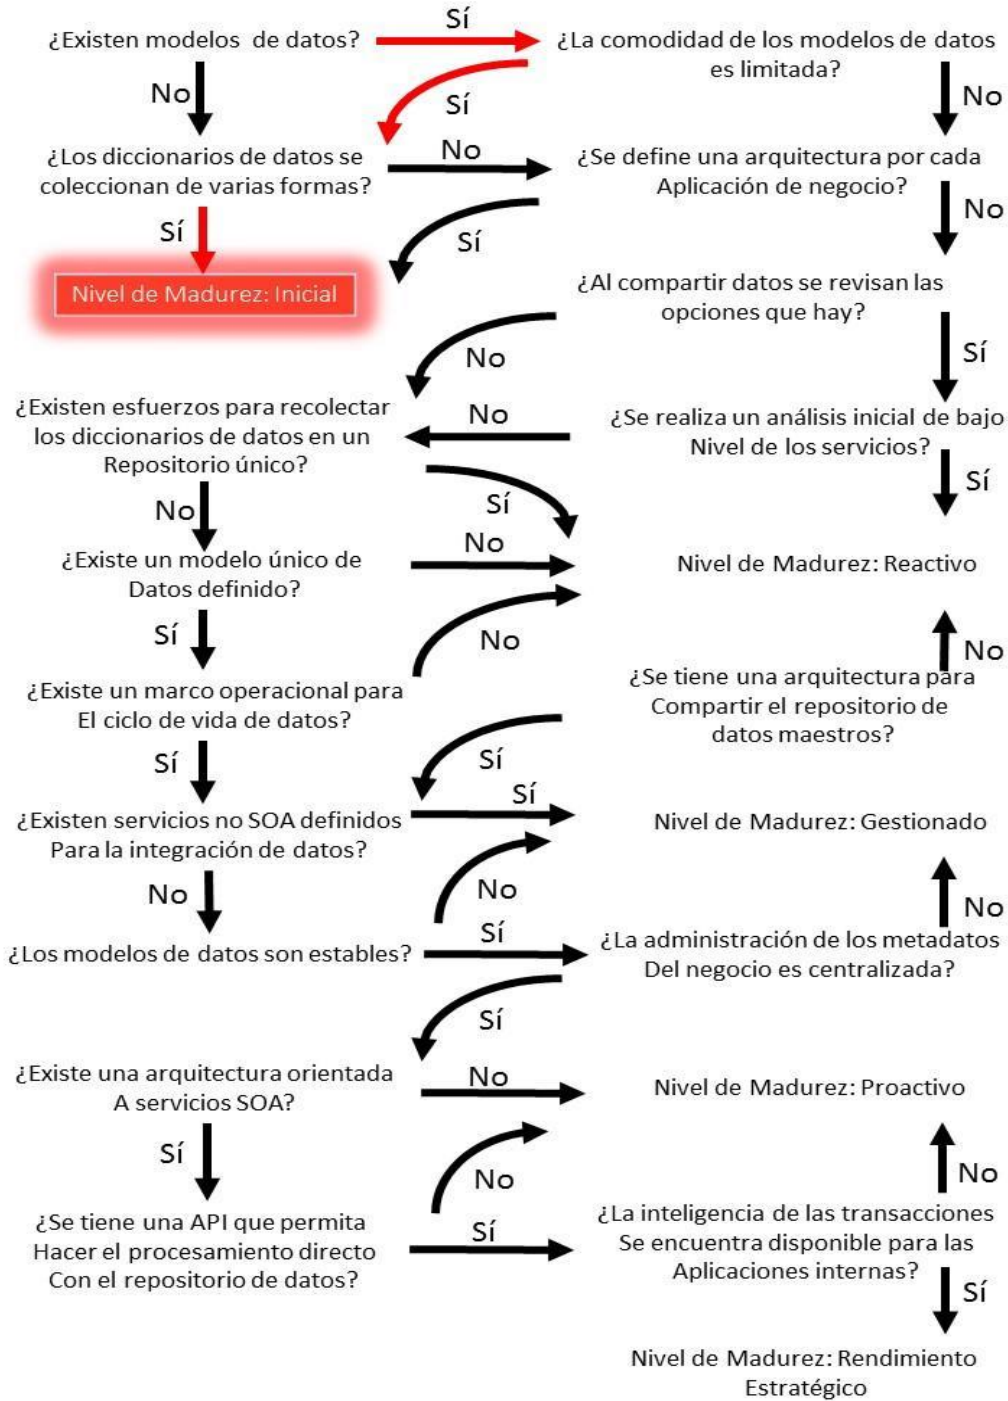 Sí
¿Existen modelos de datos?
¿La comodidad de los modelos de datos
es limitada?
No
Sí
No
¿Los diccionarios de datos se
coleccionan de varias formas?
No
¿Se define una arquitectura por cada
Aplicación de negocio?
Sí
Sí
No
Nivel de Madurez: Inicial
¿Al compartir datos se revisan las
opciones que hay?
No
Sí
¿Existen esfuerzos para recolectar
los diccionarios de datos en un
Repositorio único?
No
¿Se realiza un análisis inicial de bajo
Nivel de los servicios?
No
Sí
Sí
¿Existe un modelo único de
Datos definido?
No
Nivel de Madurez: Reactivo
Sí
No
No
¿Existe un marco operacional para
El ciclo de vida de datos?
¿Se tiene una arquitectura para
Compartir el repositorio de
datos maestros?
Sí
Sí
Sí
¿Existen servicios no SOA definidos
Para la integración de datos?
Nivel de Madurez: Gestionado
No
No
No
¿Los modelos de datos son estables?
Sí
¿La administración de los metadatos
Del negocio es centralizada?
Sí
¿Existe una arquitectura orientada
A servicios SOA?
No
Nivel de Madurez: Proactivo
Sí
No
No
¿Se tiene una API que permita
Hacer el procesamiento directo
Con el repositorio de datos?
Sí
¿La inteligencia de las transacciones
Se encuentra disponible para las
Aplicaciones internas?
Sí
Nivel de Madurez: Rendimiento
Estratégico